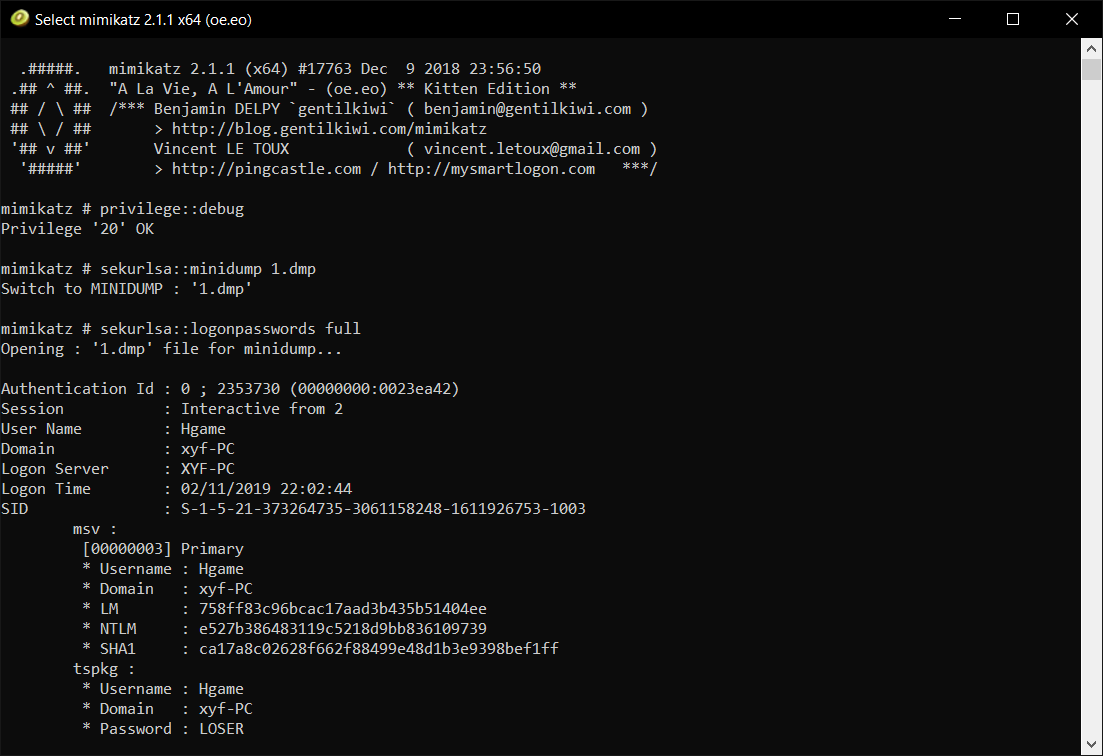 Select mimikatz 2.1.1 x64 (oe.eo)
.#####.   mimikatz 2.1.1 (x64) #17763 Dec  9 2018 23:56:50
.## ^ ##.  "A La Vie, A L'Amour" - (oe.eo) ** Kitten Edition **
## / \ ##  /*** Benjamin DELPY `gentilkiwi` ( benjamin@gentilkiwi.com )
## \ / ##       > http://blog.gentilkiwi.com/mimikatz
'## v ##'       Vincent LE TOUX             ( vincent.letoux@gmail.com )
'#####'        > http://pingcastle.com / http://mysmartlogon.com   ***/
mimikatz # privilege::debug
Privilege '20' OK
mimikatz # sekurlsa::minidump 1.dmp
Switch to MINIDUMP : '1.dmp'
mimikatz # sekurlsa::logonpasswords full
Opening : '1.dmp' file for minidump...
Authentication Id : 0 ; 2353730 (00000000:0023ea42)
Session           : Interactive from 2
User Name         : Hgame
Domain            : xyf-PC
Logon Server      : XYF-PC
Logon Time        : 02/11/2019 22:02:44
SID               : S-1-5-21-373264735-3061158248-1611926753-1003
msv :
[00000003] Primary
* Username : Hgame
* Domain   : xyf-PC
* LM       : 758ff83c96bcac17aad3b435b51404ee
* NTLM     : e527b386483119c5218d9bb836109739
* SHA1     : ca17a8c02628f662f88499e48d1b3e9398bef1ff
tspkg :
* Username : Hgame
* Domain   : xyf-PC
* Password : LOSER